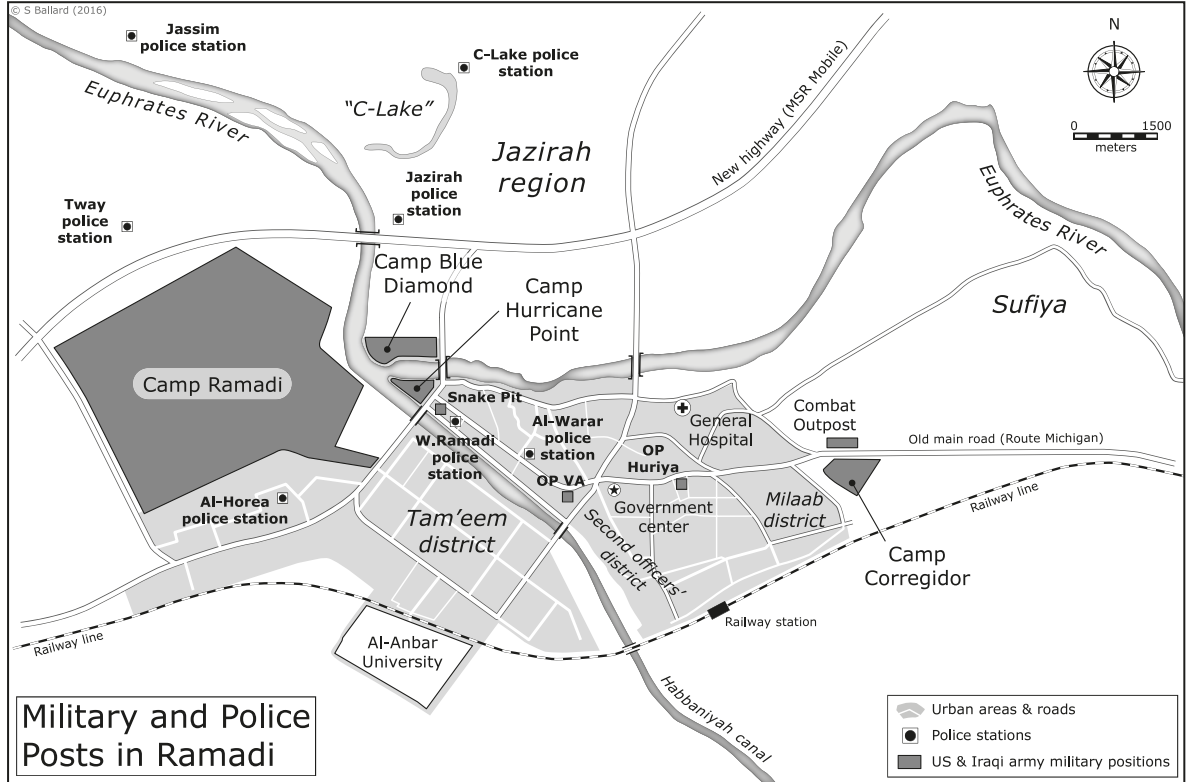 © S Ballard (2016)
Jassim
police station
C-Lake police
station
"C-Lake"
Euphrates River
Jazirah
region
New highway (MSR Mobile)
N
0 1500
meters
Jazirah
police
station
Tway
police
station
Euphrates River
Camp Blue
Diamond
Camp
Hurricane
Point
Sufiya
Camp Ramadi
Snake Pit
W.Ramadi
police
station
Al-Warar
police
station
General
Hospital
OP
Huriya
Combat
Outpost
Old main road (Route Michigan)
OP VA
Al-Horea
police station
Tam'eem
district
Government
center
Milaab
district
Second officers'
district
Railway line
Camp
Corregidor
Railway station
Railway line
Al-Anbar
University
Habbaniyah canal
Military and Police
Posts in Ramadi
Urban areas & roads
Police stations
US & Iraqi army military positions